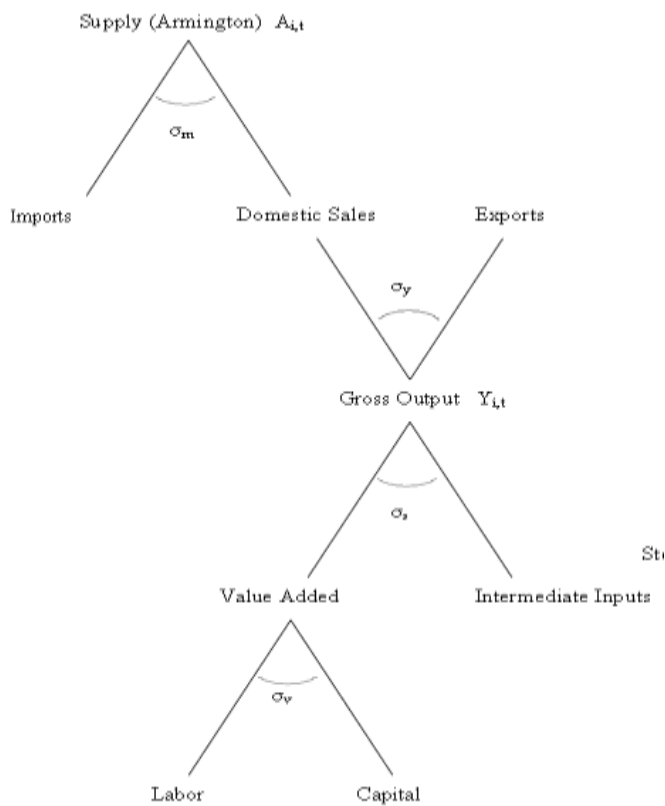 Supply (Armington) A_{i,t}
σ_m
Imports Domestic Sales Exports
σ_y
Gross Output Y_{i,t}
σ_s
Ste
Value Added Intermediate Inputs
σ_v
Labor Capital